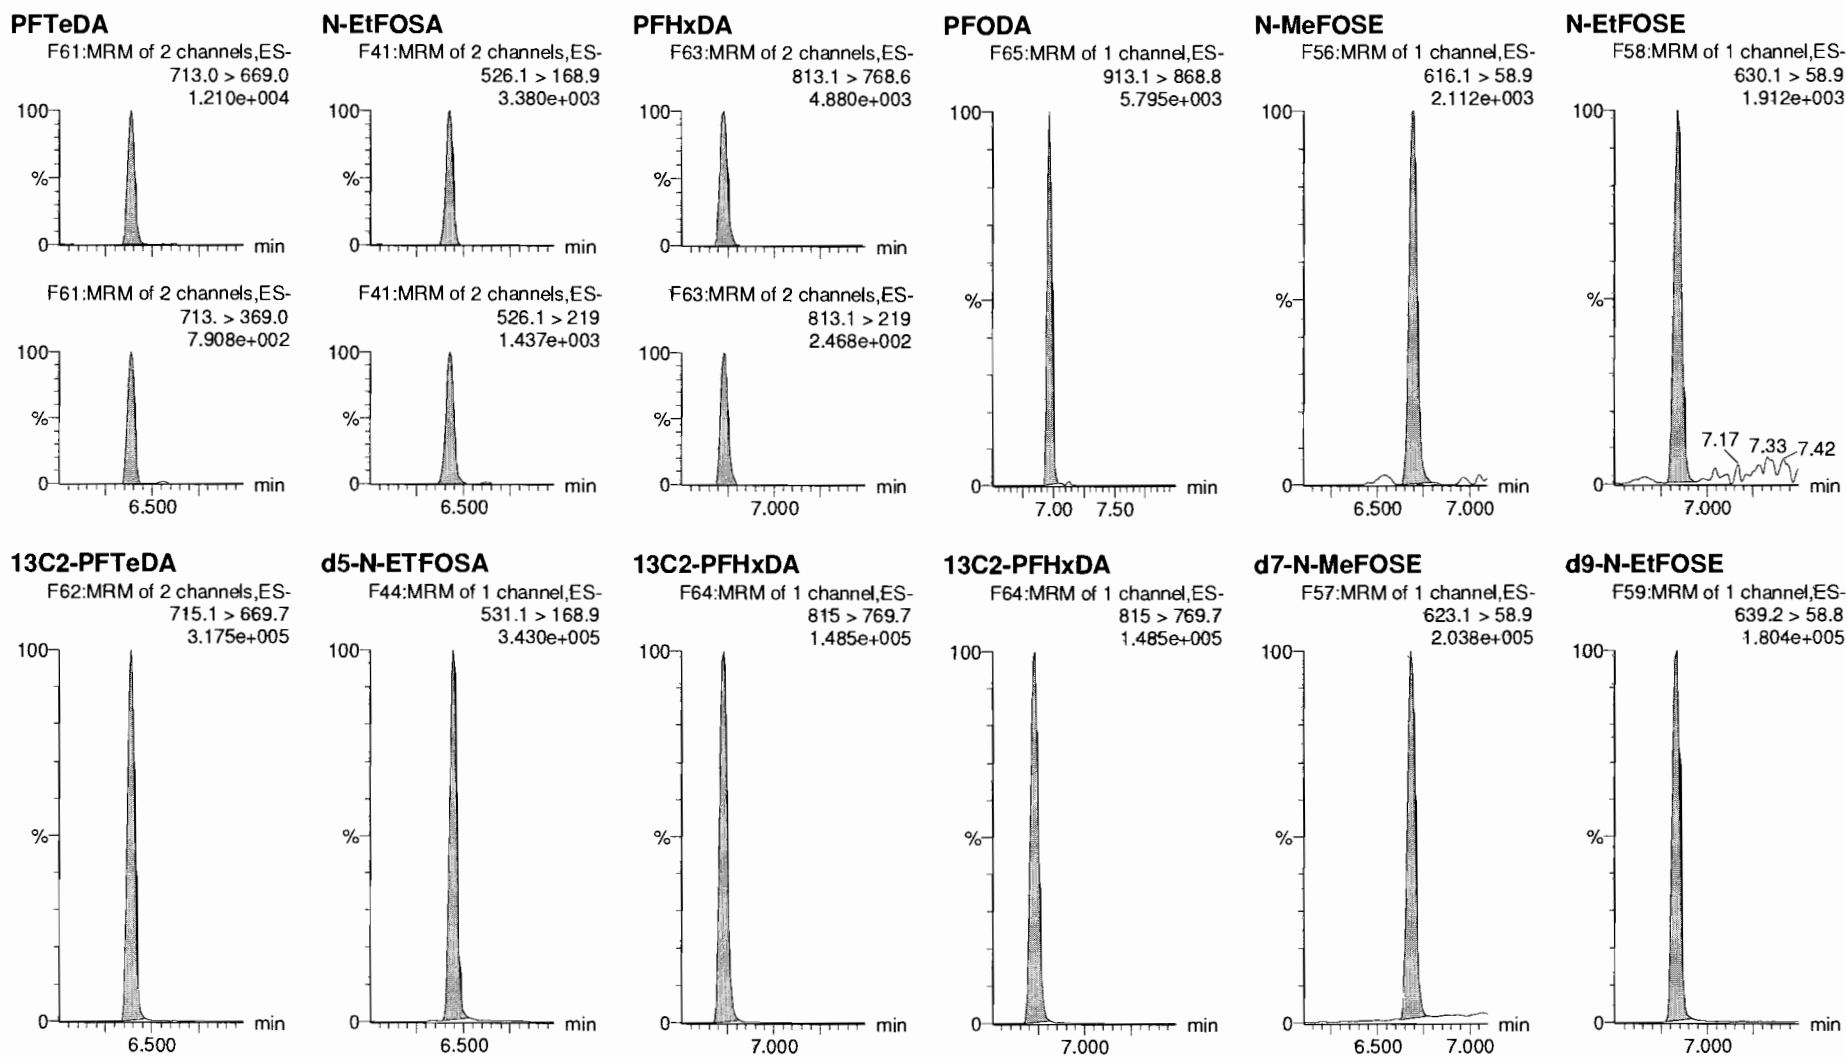 PFTeDA
F61:MRM of 2 channels,ES-
713.0 > 669.0
1.210e+004
100
%
0
min
F61:MRM of 2 channels,ES-
713. > 369.0
7.908e+002
100
%
0
min
6.500
N-EtFOSA
F41:MRM of 2 channels,ES-
526.1 > 168.9
3.380e+003
100
%
0
min
F41:MRM of 2 channels,ES-
526.1 > 219
1.437e+003
100
%
0
min
6.500
PFHxDA
F63:MRM of 2 channels,ES-
813.1 > 768.6
4.880e+003
100
%
0
min
F63:MRM of 2 channels,ES-
813.1 > 219
2.468e+002
100
%
0
min
7.000
PFODA
F65:MRM of 1 channel,ES-
913.1 > 868.8
5.795e+003
100
%
0
min
7.00 7.50
N-MeFOSE
F56:MRM of 1 channel,ES-
616.1 > 58.9
2.112e+003
100
%
0
min
6.500 7.000
N-EtFOSE
F58:MRM of 1 channel,ES-
630.1 > 58.9
1.912e+003
100
%
7.17 7.33 7.42
0
min
7.000
13C2-PFTeDA
F62:MRM of 2 channels,ES-
715.1 > 669.7
3.175e+005
100
%
0
min
6.500
d5-N-ETFOSA
F44:MRM of 1 channel,ES-
531.1 > 168.9
3.430e+005
100
%
0
min
6.500
13C2-PFHxDA
F64:MRM of 1 channel,ES-
815 > 769.7
1.485e+005
100
%
0
min
7.000
13C2-PFHxDA
F64:MRM of 1 channel,ES-
815 > 769.7
1.485e+005
100
%
0
min
7.000
d7-N-MeFOSE
F57:MRM of 1 channel,ES-
623.1 > 58.9
2.038e+005
100
%
0
min
6.500 7.000
d9-N-EtFOSE
F59:MRM of 1 channel,ES-
639.2 > 58.8
1.804e+005
100
%
0
min
7.000